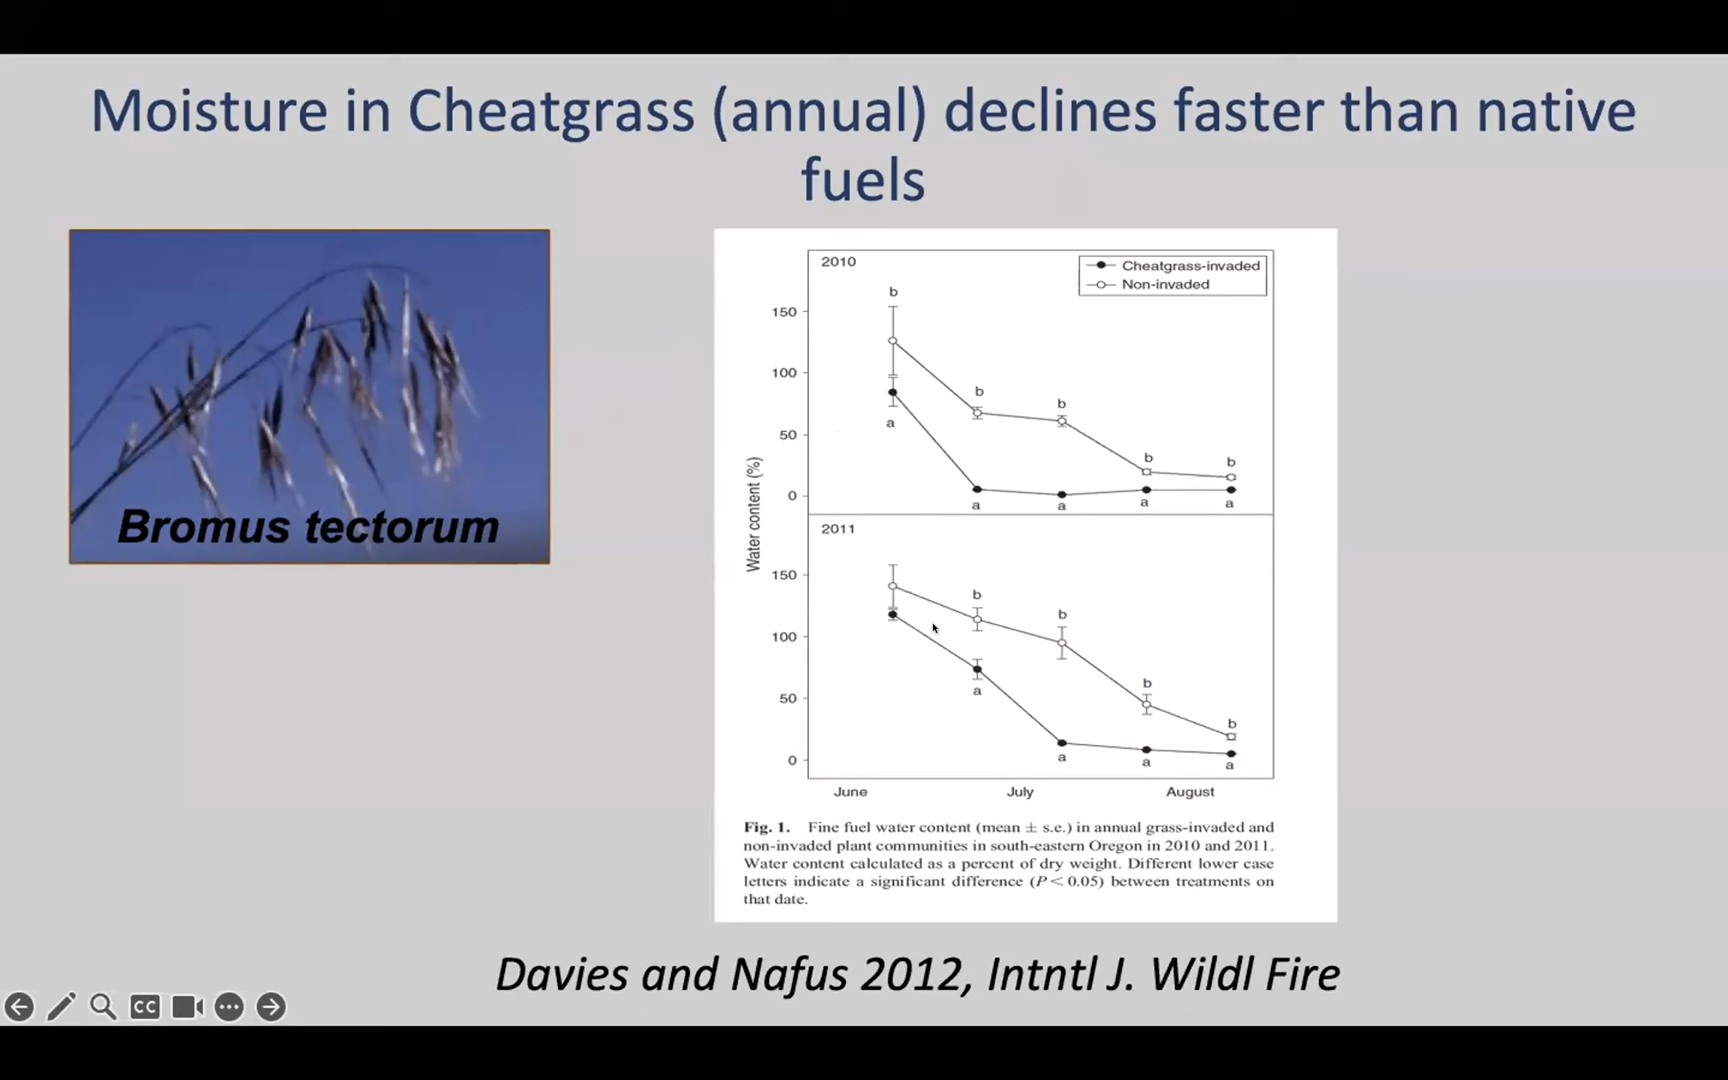 Moisture in Cheatgrass (annual) declines faster than native
fuels
Bromus tectorum
2010
Cheatgrass-invaded
Non-invaded
b
150
100
b
b
a
50
b
b
0
a
a
a
a
Water content (%)
2011
150
b
b
100
a
b
50
b
0
a
a
a
June
July
August
Fig. 1. Fine fuel water content (mean ± s.e.) in annual grass-invaded and
non-invaded plant communities in south-eastern Oregon in 2010 and 2011.
Water content calculated as a percent of dry weight. Different lower case
letters indicate a significant difference (P < 0.05) between treatments on
that date.
Davies and Nafus 2012, Intntl J. Wildl Fire
CC